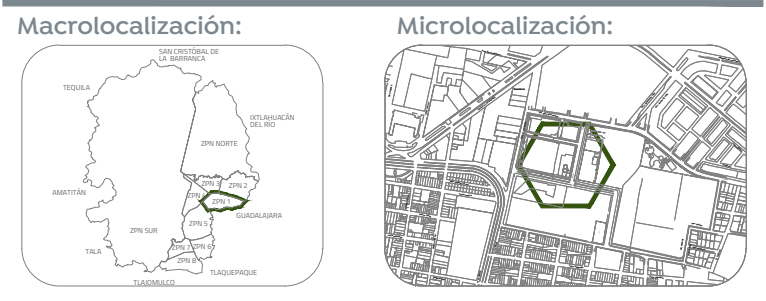 Macrolocalización:
Microlocalización:
SAN CRISTÓBAL DE
LA BARRANCA
TEQUILA
IXTLAHUACÁN
DEL RÍO
ZPN NORTE
ZPN 3
ZPN 2
AMATITÁN
ZPN 1
GUADALAJARA
ZPN 5
ZPN SUR
ZPN 7
ZPN 6
TALA
ZPN 8
TLAQUEPAQUE
TLAJOMULCO